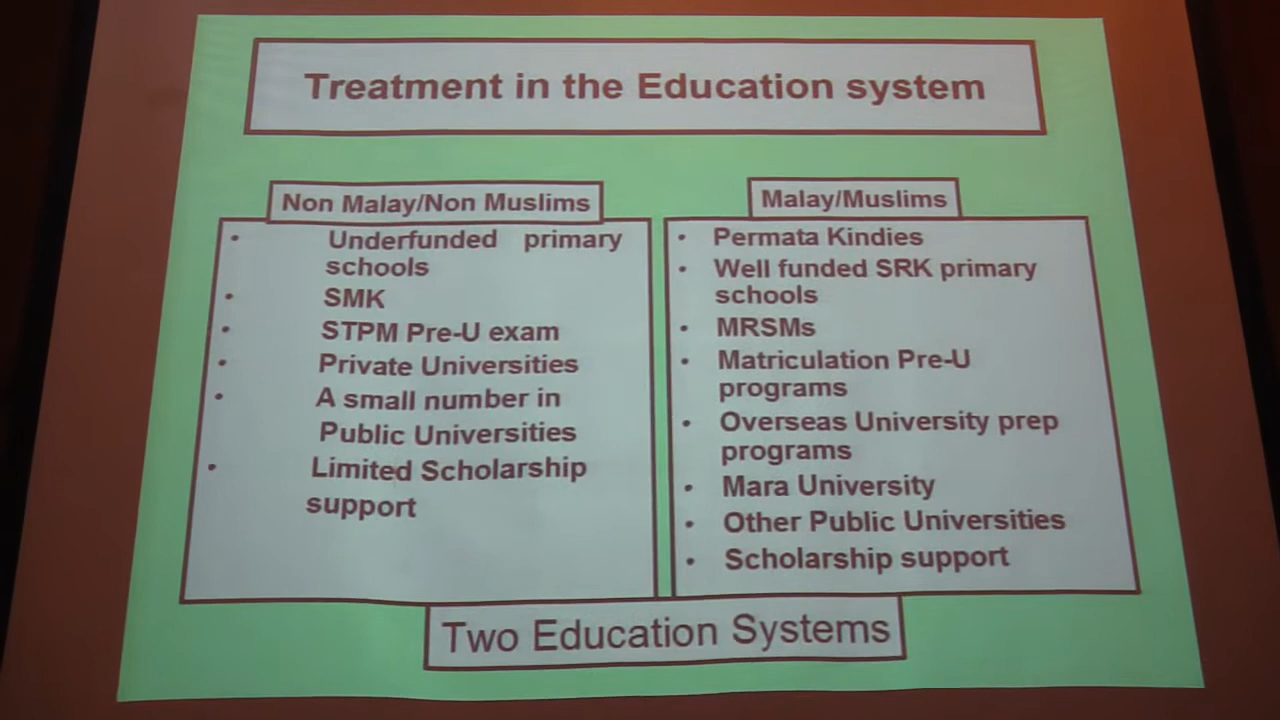 Treatment in the Education system
Non Malay/Non Muslims
• Underfunded primary
schools
• SMK
• STPM Pre-U exam
• Private Universities
• A small number in
Public Universities
• Limited Scholarship
support
Malay/Muslims
• Permata Kindies
• Well funded SRK primary
schools
• MRSMs
• Matriculation Pre-U
programs
• Overseas University prep
programs
• Mara University
• Other Public Universities
• Scholarship support
Two Education Systems